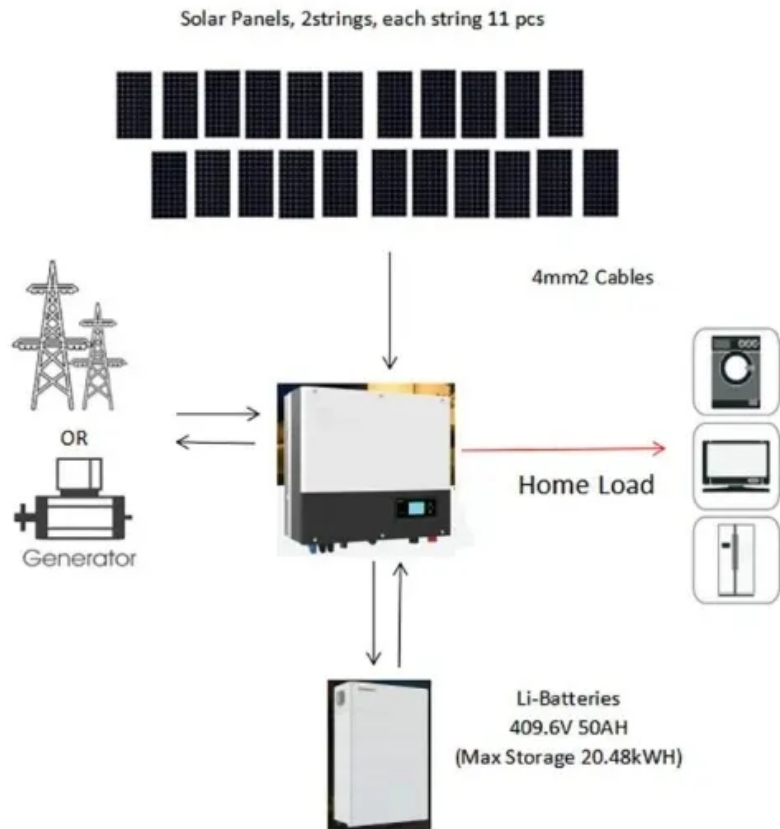 Solar Panels, 2strings, each string 11 pcs
4mm2 Cables
OR
Generator
Home Load
Li-Batteries
409.6V 50AH
(Max Storage 20.48kWH)